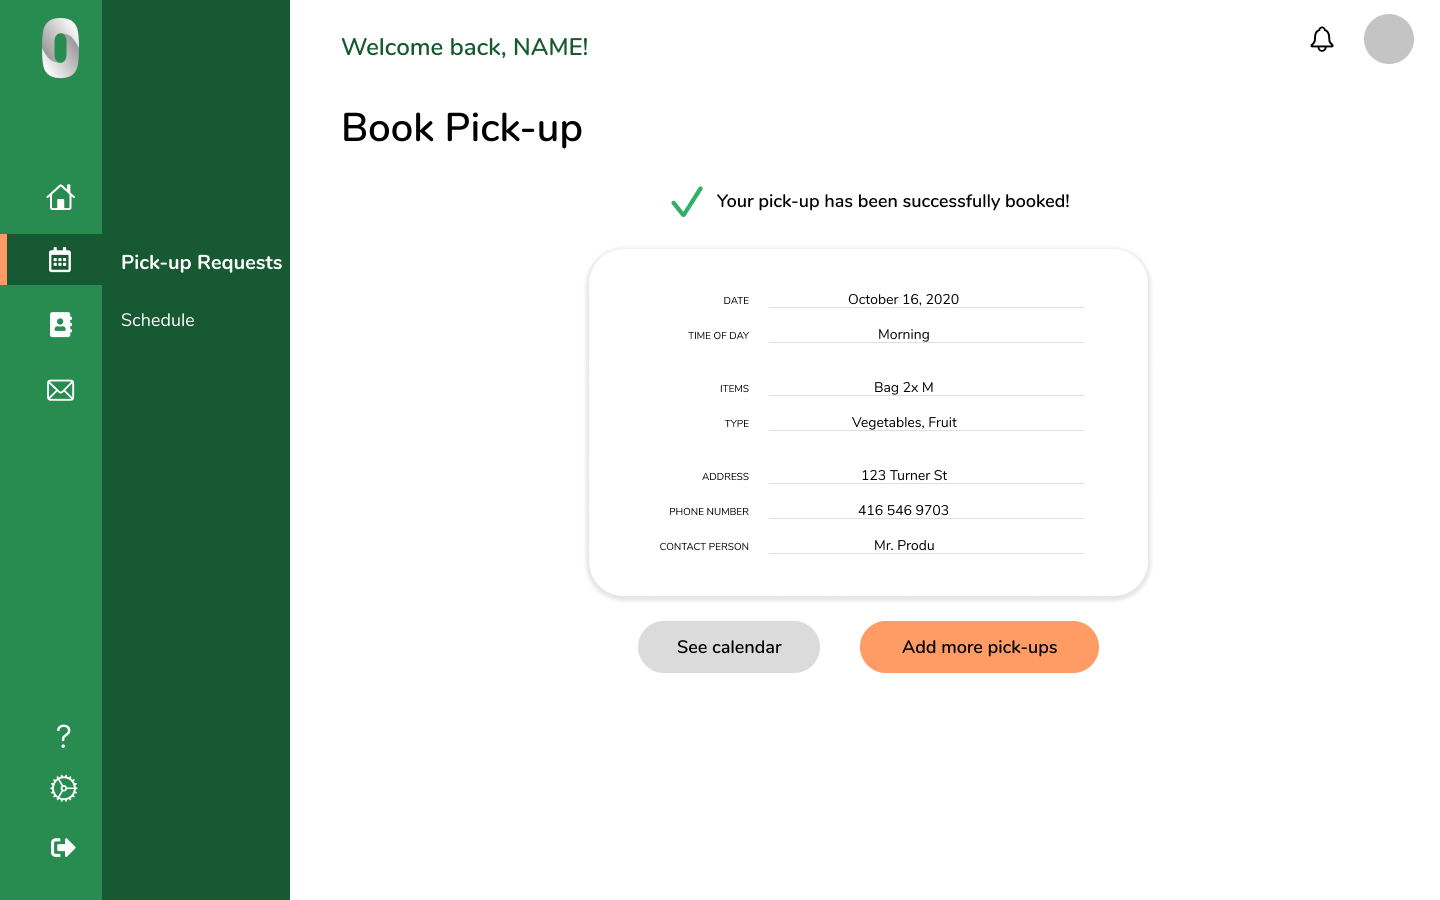 Welcome back, NAME!
Book Pick-up
Your pick-up has been successfully booked!
Pick-up Requests
Schedule
DATE October 16, 2020
TIME OF DAY Morning
ITEMS Bag 2x M
TYPE Vegetables, Fruit
ADDRESS 123 Turner St
PHONE NUMBER 416 546 9703
CONTACT PERSON Mr. Produ
See calendar Add more pick-ups